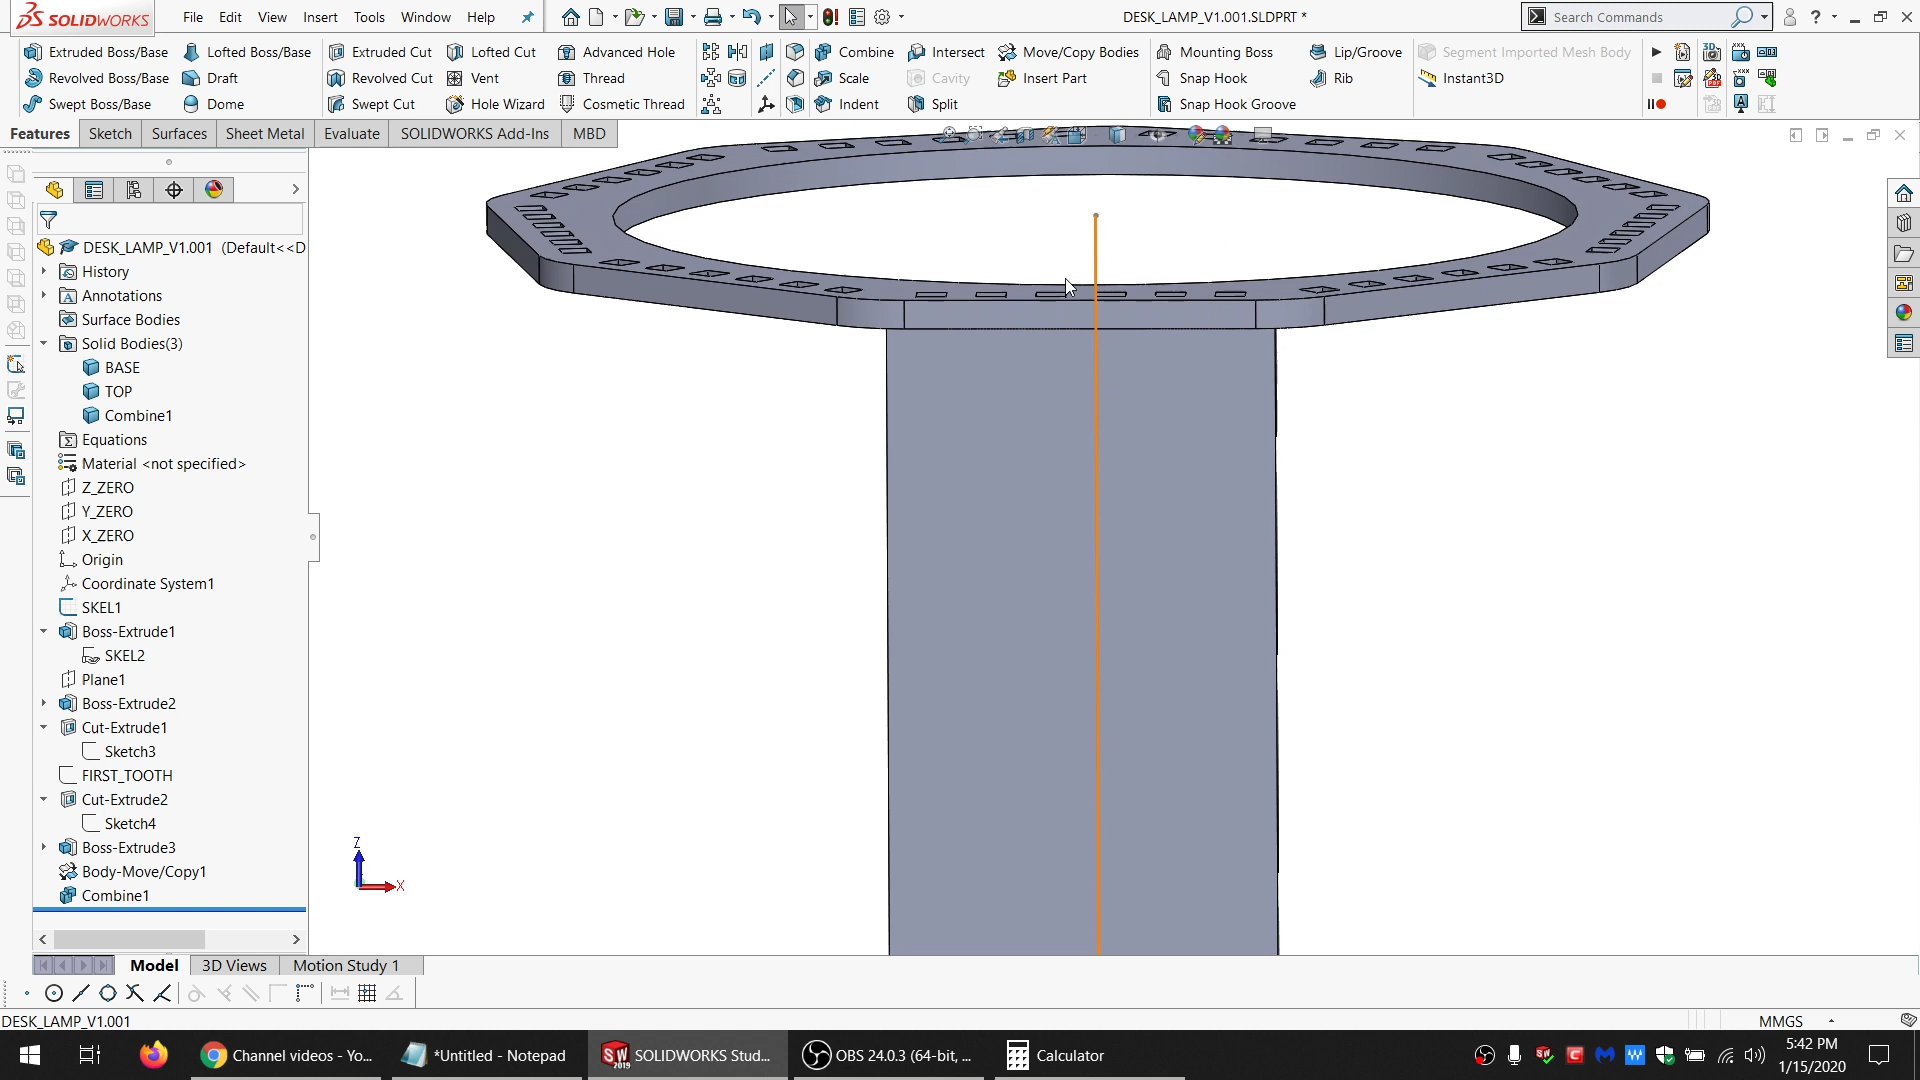 SOLIDWORKS File Edit View Insert Tools Window Help DESK_LAMP_V1.001.SLDPRT * Search Commands
Extruded Boss/Base Lofted Boss/Base Extruded Cut Lofted Cut Advanced Hole Combine Intersect Move/Copy Bodies Mounting Boss Lip/Groove Segment Imported Mesh Body
Revolved Boss/Base Draft Revolved Cut Vent Thread Scale Cavity Insert Part Snap Hook Rib Instant3D
Swept Boss/Base Dome Swept Cut Hole Wizard Cosmetic Thread Indent Split Snap Hook Groove
Features Sketch Surfaces Sheet Metal Evaluate SOLIDWORKS Add-Ins MBD
DESK_LAMP_V1.001 (Default<<D
History
Annotations
Surface Bodies
Solid Bodies(3)
BASE
TOP
Combine1
Equations
Material <not specified>
Z_ZERO
Y_ZERO
X_ZERO
Origin
Coordinate System1
SKEL1
Boss-Extrude1
SKEL2
Plane1
Boss-Extrude2
Cut-Extrude1
Sketch3
FIRST_TOOTH
Cut-Extrude2
Sketch4
Boss-Extrude3
Body-Move/Copy1
Combine1
Z
X
Model 3D Views Motion Study 1
DESK_LAMP_V1.001 MMGS
Channel videos - Yo... *Untitled - Notepad SOLIDWORKS Stud... OBS 24.0.3 (64-bit, ... Calculator
5:42 PM
1/15/2020